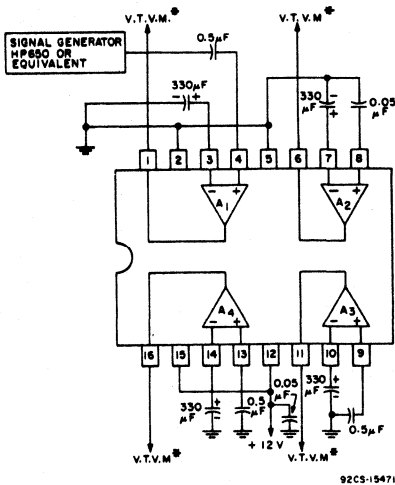 V.T.V.M.*
V.T.V.M*
SIGNAL GENERATOR
HP650 OR
EQUIVALENT
0.5μF
330μF
- +
330
μF
-
+
0.05
μF
1 2 3 4 5 6 7 8
- +
A1
- +
A2
A4
- +
A3
- +
16 15 14 13 12 11 10 9
330
μF
+
-
0.5
μF
0.05
μF
+12V
330
μF
+
-
0.5μF
V.T.V.M*
V.T.V.M*
92CS-15471